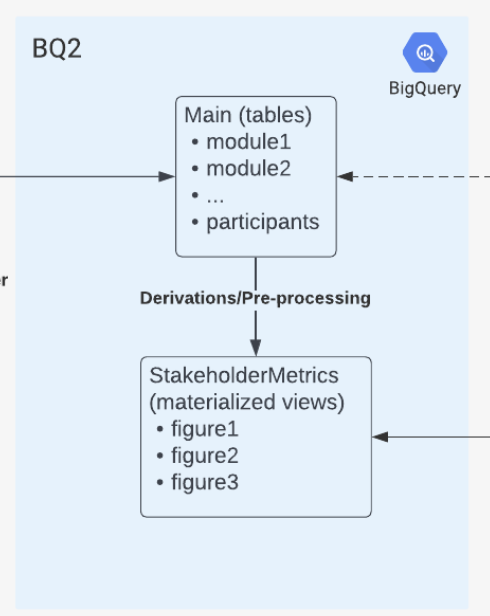 BQ2
BigQuery
Main (tables)
• module1
• module2
• ...
• participants
Derivations/Pre-processing
StakeholderMetrics
(materialized views)
• figure1
• figure2
• figure3